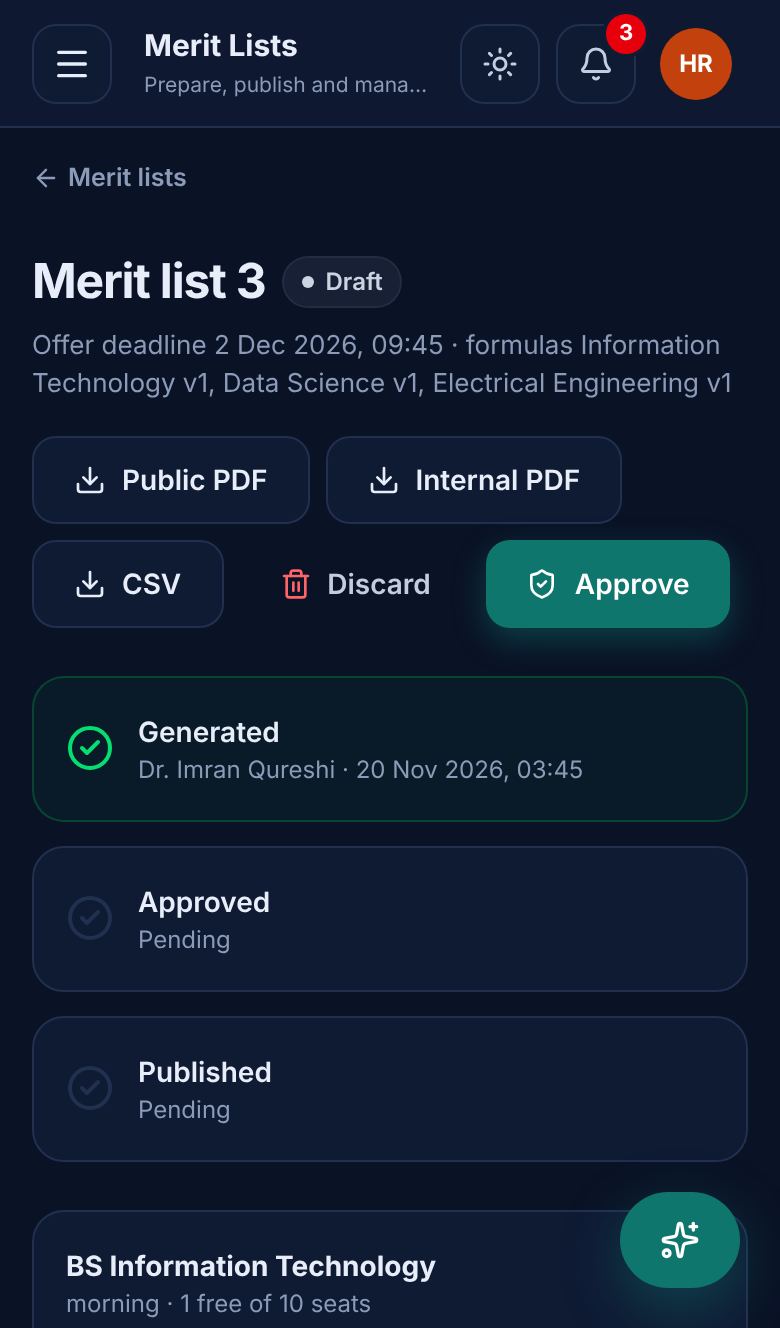 Merit Lists
Prepare, publish and mana...
3
HR
Merit lists
Merit list 3
Draft
Offer deadline 2 Dec 2026, 09:45 · formulas Information
Technology v1, Data Science v1, Electrical Engineering v1
Public PDF
Internal PDF
CSV
Discard
Approve
Generated
Dr. Imran Qureshi · 20 Nov 2026, 03:45
Approved
Pending
Published
Pending
BS Information Technology
morning · 1 free of 10 seats